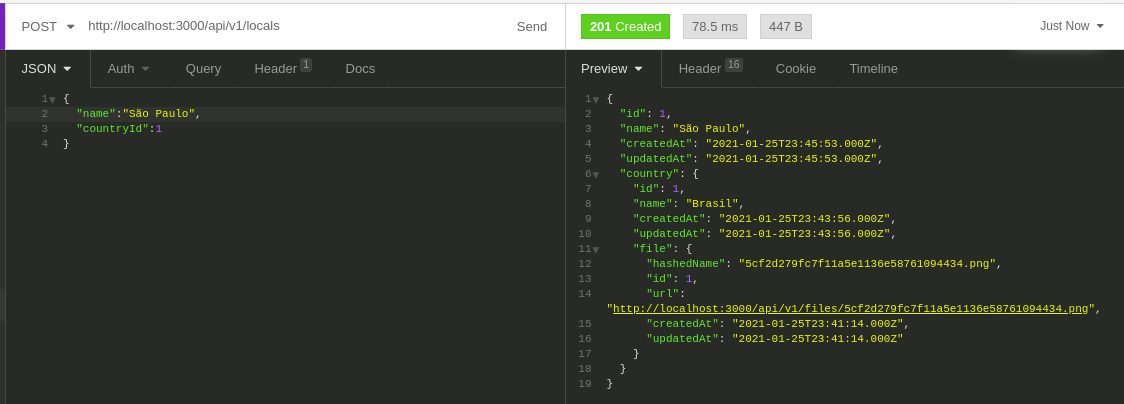 POST http://localhost:3000/api/v1/locals Send
JSON Auth Query Header 1 Docs
1 {
2 "name":"São Paulo",
3 "countryId":1
4 }
201 Created 78.5 ms 447 B Just Now
Preview Header 16 Cookie Timeline
1 {
2 "id": 1,
3 "name": "São Paulo",
4 "createdAt": "2021-01-25T23:45:53.000Z",
5 "updatedAt": "2021-01-25T23:45:53.000Z",
6 "country": {
7 "id": 1,
8 "name": "Brasil",
9 "createdAt": "2021-01-25T23:43:56.000Z",
10 "updatedAt": "2021-01-25T23:43:56.000Z",
11 "file": {
12 "hashedName": "5cf2d279fc7f11a5e1136e58761094434.png",
13 "id": 1,
14 "url":
"http://localhost:3000/api/v1/files/5cf2d279fc7f11a5e1136e58761094434.png",
15 "createdAt": "2021-01-25T23:41:14.000Z",
16 "updatedAt": "2021-01-25T23:41:14.000Z"
17 }
18 }
19 }